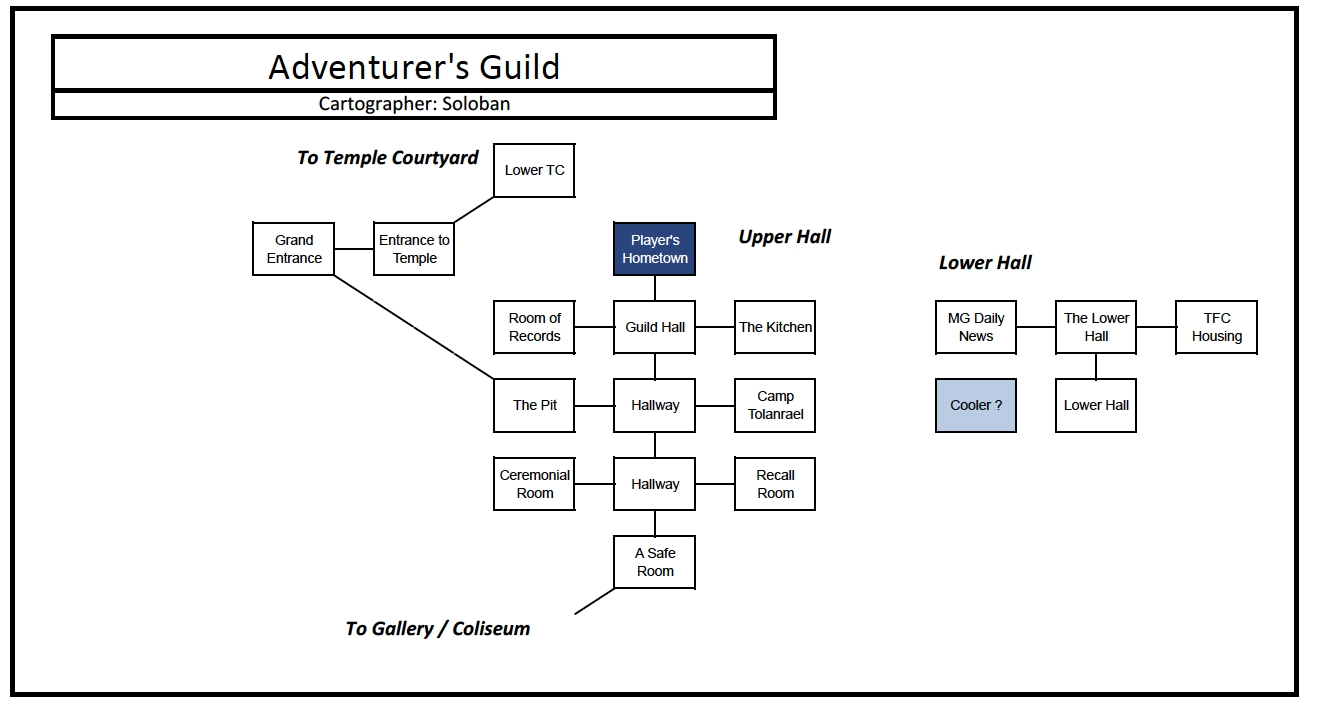 Adventurer's Guild
Cartographer: Soloban
To Temple Courtyard
Lower TC
Grand
Entrance
Entrance to
Temple
Player's
Hometown
Upper Hall
Lower Hall
Room of
Records
Guild Hall
The Kitchen
MG Daily
News
The Lower
Hall
TFC
Housing
The Pit
Hallway
Camp
Tolanrael
Cooler ?
Lower Hall
Ceremonial
Room
Hallway
Recall
Room
A Safe
Room
To Gallery / Coliseum